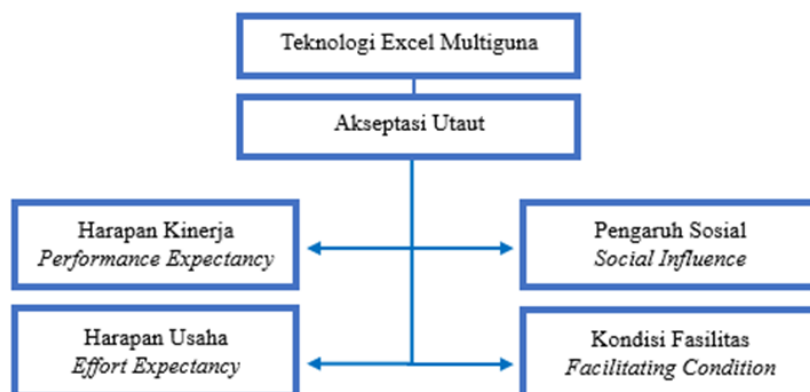 Teknologi Excel Multiguna
Akseptasi Utaut
Harapan Kinerja
Performance Expectancy
Pengaruh Sosial
Social Influence
Harapan Usaha
Effort Expectancy
Kondisi Fasilitas
Facilitating Condition